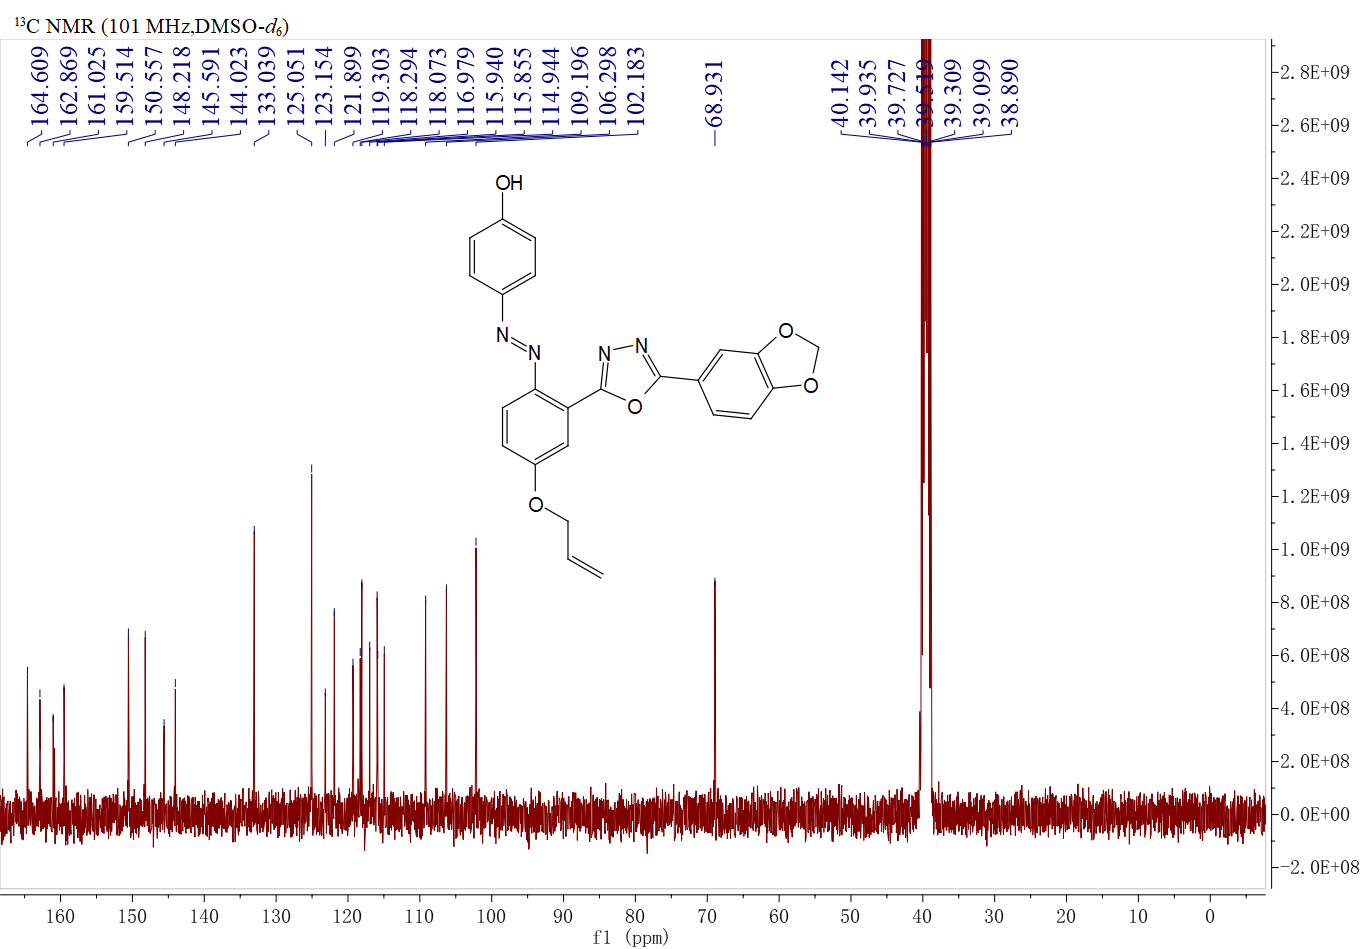 ¹³C NMR (101 MHz,DMSO-d₆)
164.609
162.869
161.025
159.514
150.557
148.218
145.591
144.023
133.039
125.051
123.154
121.899
119.303
118.294
118.073
116.979
115.940
115.855
114.944
109.196
106.298
102.183
68.931
40.142
39.935
39.727
39.519
39.309
39.099
38.890
OH
N
N
N
N
O
O
O
O
2.8E+09
2.6E+09
2.4E+09
2.2E+09
2.0E+09
1.8E+09
1.6E+09
1.4E+09
1.2E+09
1.0E+09
8.0E+08
6.0E+08
4.0E+08
2.0E+08
0.0E+00
-2.0E+08
160 150 140 130 120 110 100 90 80 70 60 50 40 30 20 10 0
f1 (ppm)